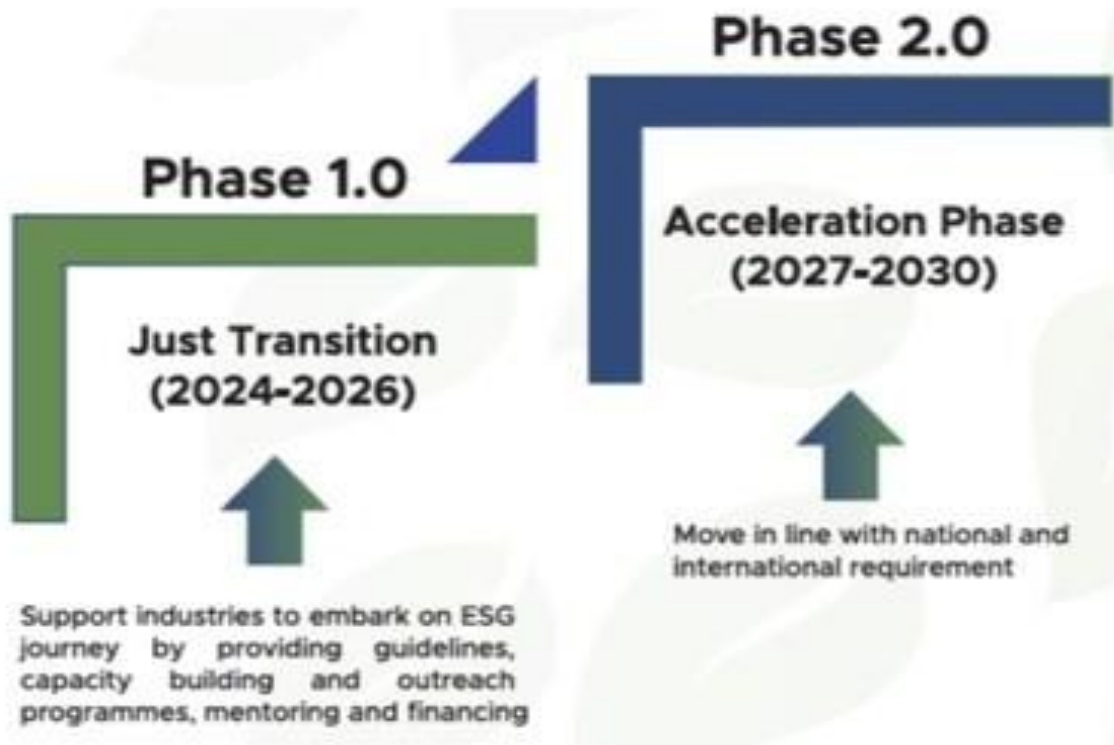 Phase 1.0
Just Transition
(2024-2026)
Support industries to embark on ESG
journey by providing guidelines,
capacity building and outreach
programmes, mentoring and financing
Phase 2.0
Acceleration Phase
(2027-2030)
Move in line with national and
international requirement